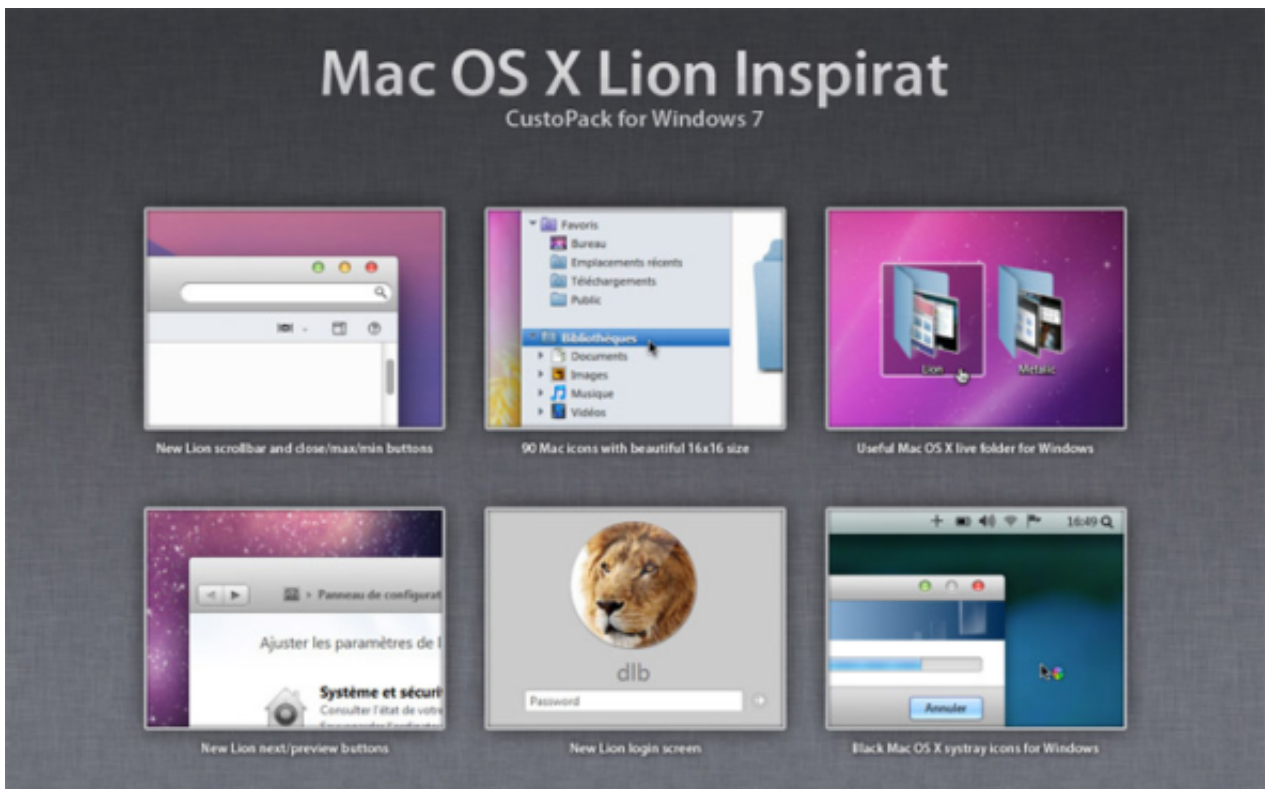 Mac OS X Lion Inspirat
CustoPack for Windows 7
Favoris
Bureau
Emplacements récents
Téléchargements
Public
Bibliothèques
Documents
Images
Musique
Vidéos
Lion
Métalic
New Lion scrollbar and close/max/min buttons
90 Mac icons with beautiful 16x16 size
Useful Mac OS X live folder for Windows
Panneau de configurat
Ajuster les paramètres de l
Système et sécuri
Consulter l'état de votre
dlb
Password
16:49
Annuler
New Lion next/preview buttons
New Lion login screen
Black Mac OS X systray icons for Windows